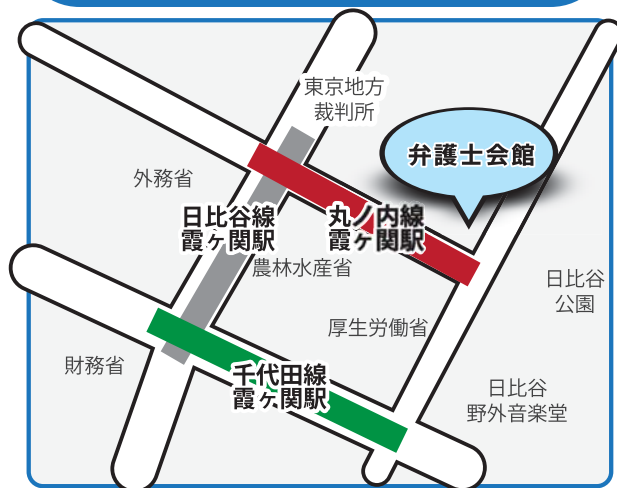 東京地方
裁判所
弁護士会館
外務省
日比谷線
霞ヶ関駅
丸ノ内線
霞ヶ関駅
農林水産省
日比谷
公園
厚生労働省
財務省
千代田線
霞ヶ関駅
日比谷
野外音楽堂